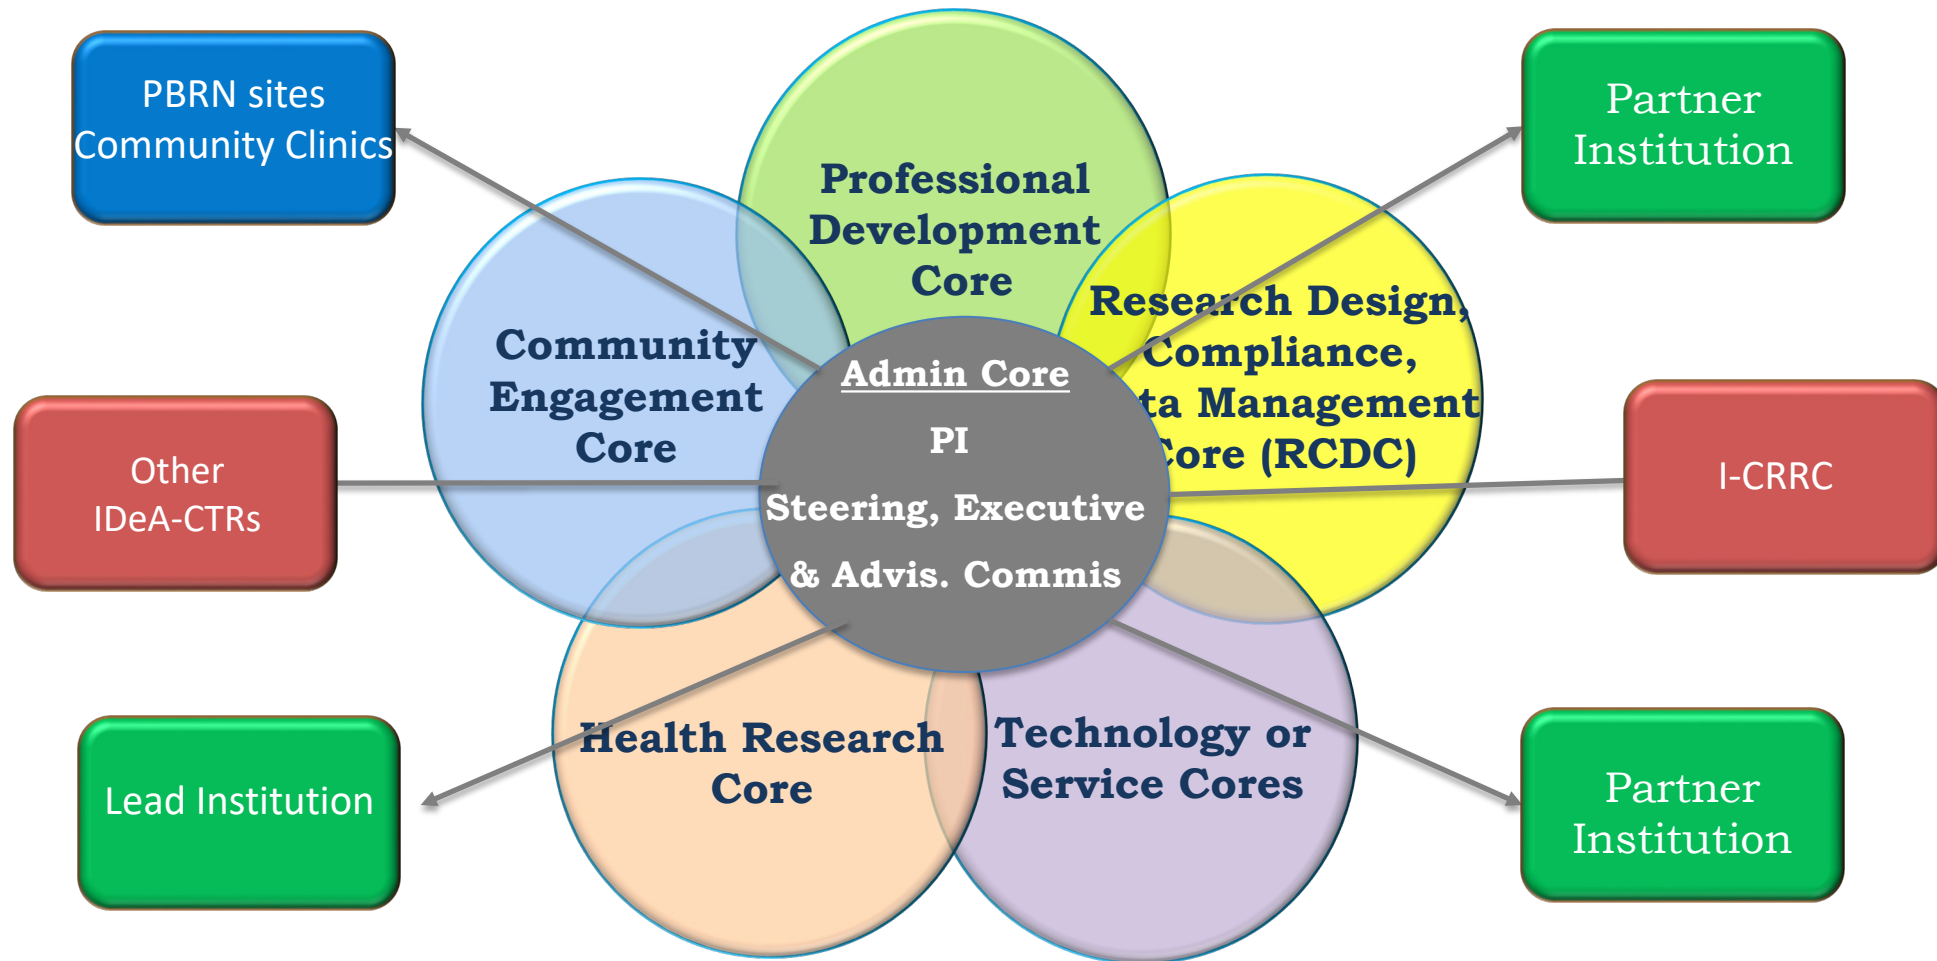 PBRN sites
Community Clinics
Professional
Development
Core
Partner
Institution
Community
Engagement
Core
Research Design,
Compliance,
ta Management
Core (RCDC)
Admin Core
PI
Steering, Executive
& Advis. Commis
Other
IDeA-CTRs
I-CRRC
Lead Institution
Health Research
Core
Technology or
Service Cores
Partner
Institution